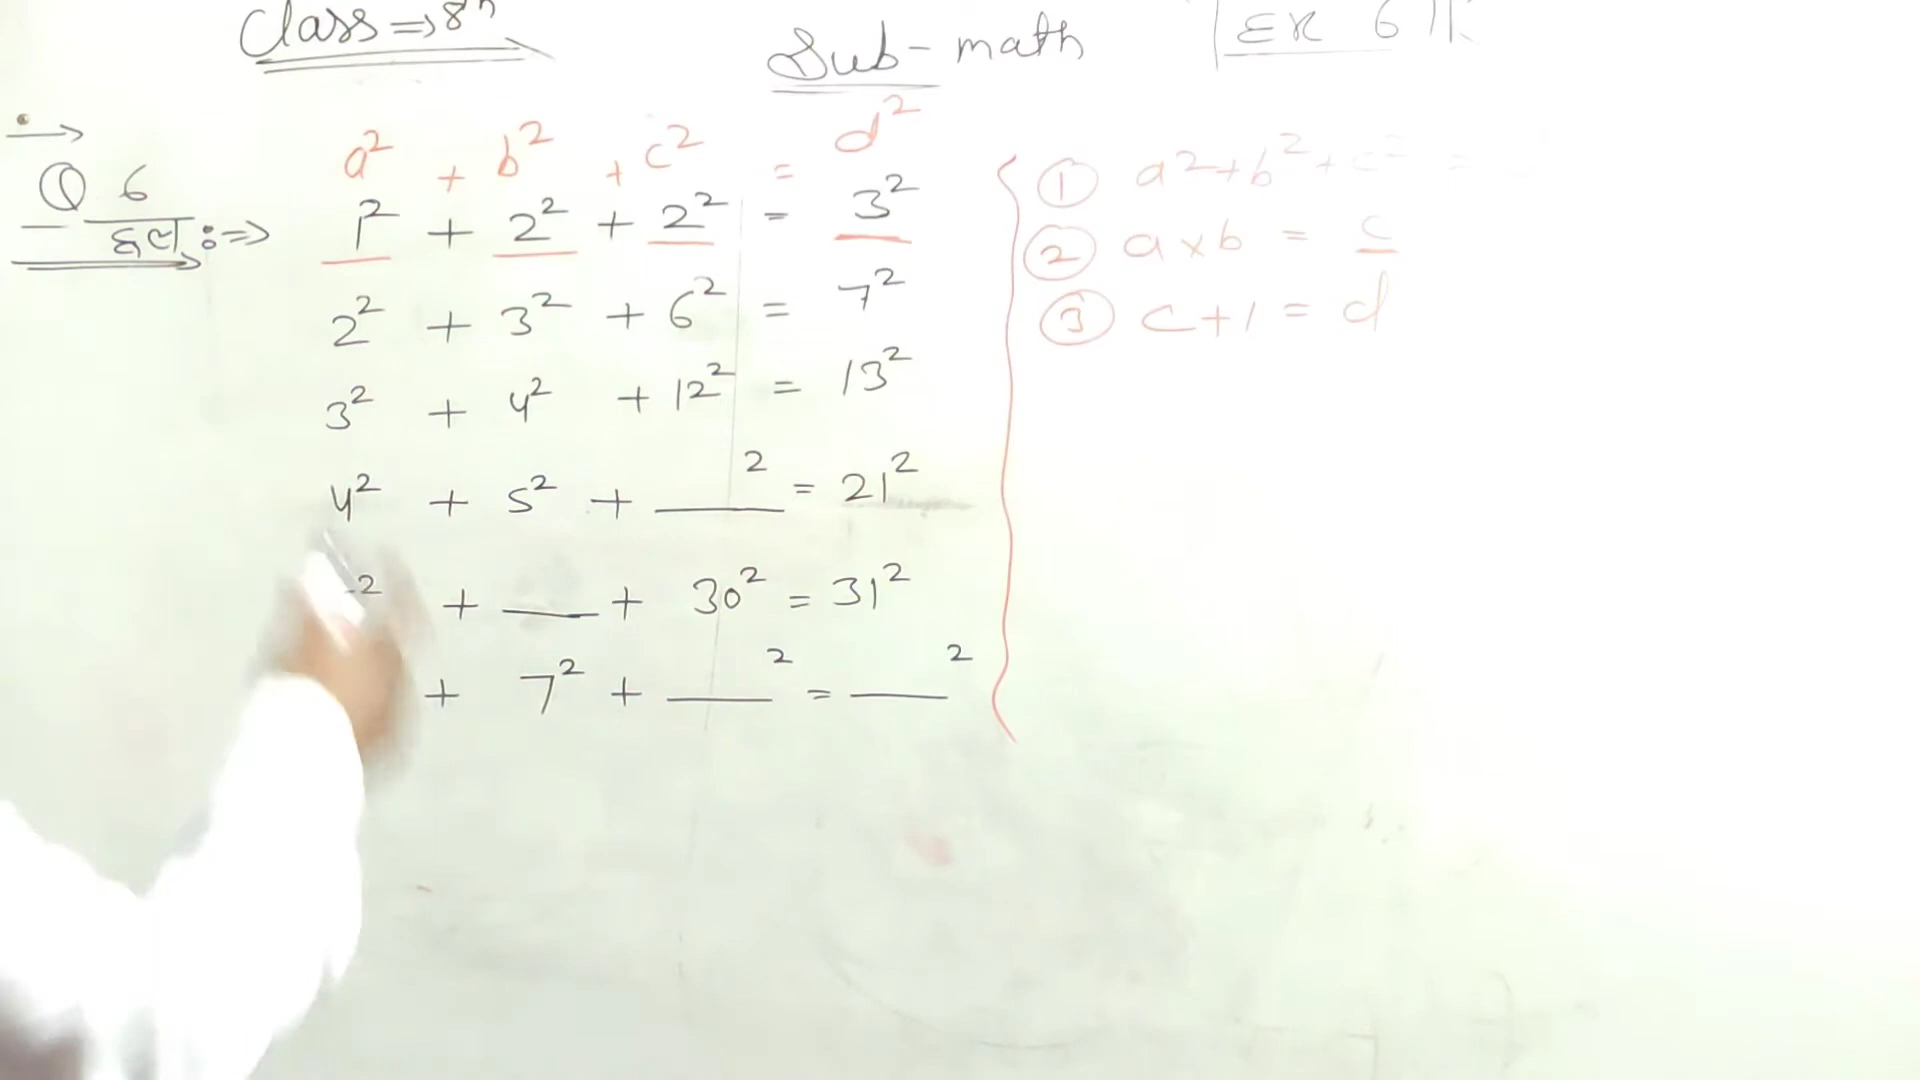 Class ⇒ 8th
Sub - math
EX 6.1
Q 6
हल :⇒
a² + b² + c² = d²
1² + 2² + 2² = 3²
2² + 3² + 6² = 7²
3² + 4² + 12² = 13²
4² + 5² + ___² = 21²
² + ___ + 30² = 31²
+ 7² + ___² = ___²
① a² + b² + c² =
② a × b = c
③ c + 1 = d